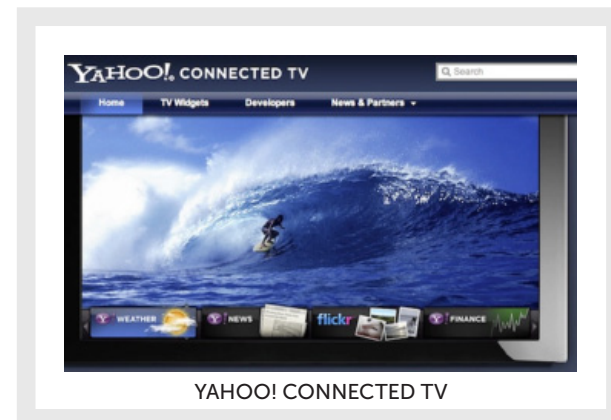 YAHOO! CONNECTED TV
Search
Home TV Widgets Developers News & Partners
Y! WEATHER Y! NEWS flickr Y! FINANCE
YAHOO! CONNECTED TV